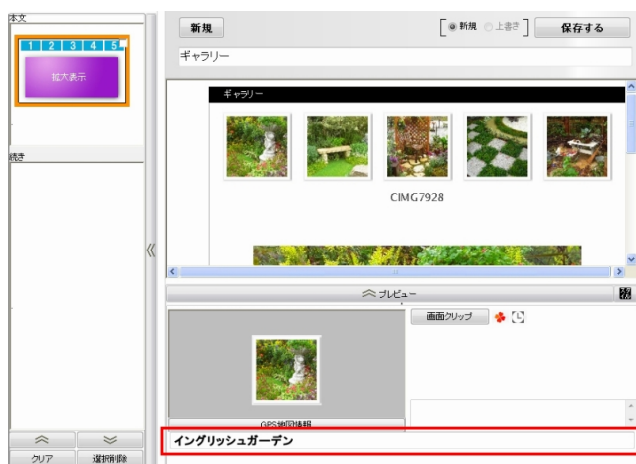 本文
1 2 3 4 5
拡大表示
続き
クリア
選択削除
新規
新規
上書き
保存する
ギャラリー
ギャラリー
CIMG7928
プレビュー
画面クリップ
GPS地図情報
イングリッシュガーデン